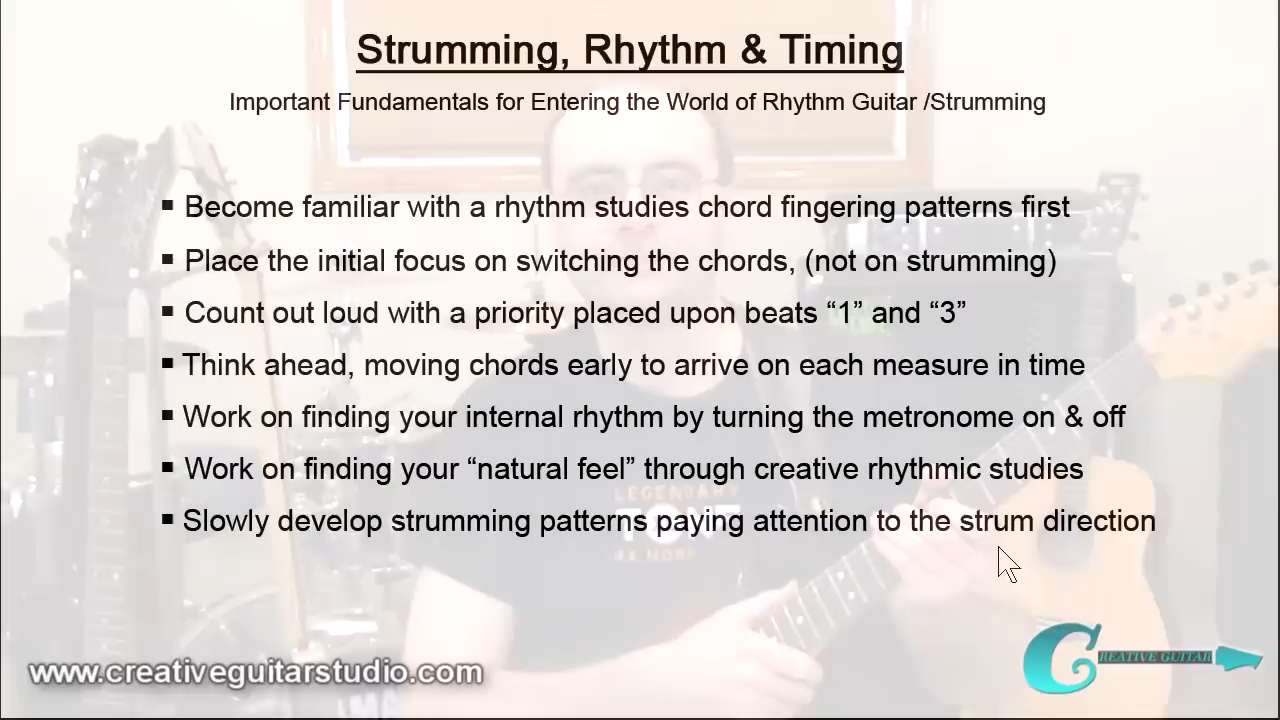 Strumming, Rhythm & Timing
Important Fundamentals for Entering the World of Rhythm Guitar /Strumming
▪ Become familiar with a rhythm studies chord fingering patterns first
▪ Place the initial focus on switching the chords, (not on strumming)
▪ Count out loud with a priority placed upon beats “1” and “3”
▪ Think ahead, moving chords early to arrive on each measure in time
▪ Work on finding your internal rhythm by turning the metronome on & off
▪ Work on finding your “natural feel” through creative rhythmic studies
▪ Slowly develop strumming patterns paying attention to the strum direction
LEGENDARY
TONE
www.creativeguitarstudio.com
CREATIVE GUITAR